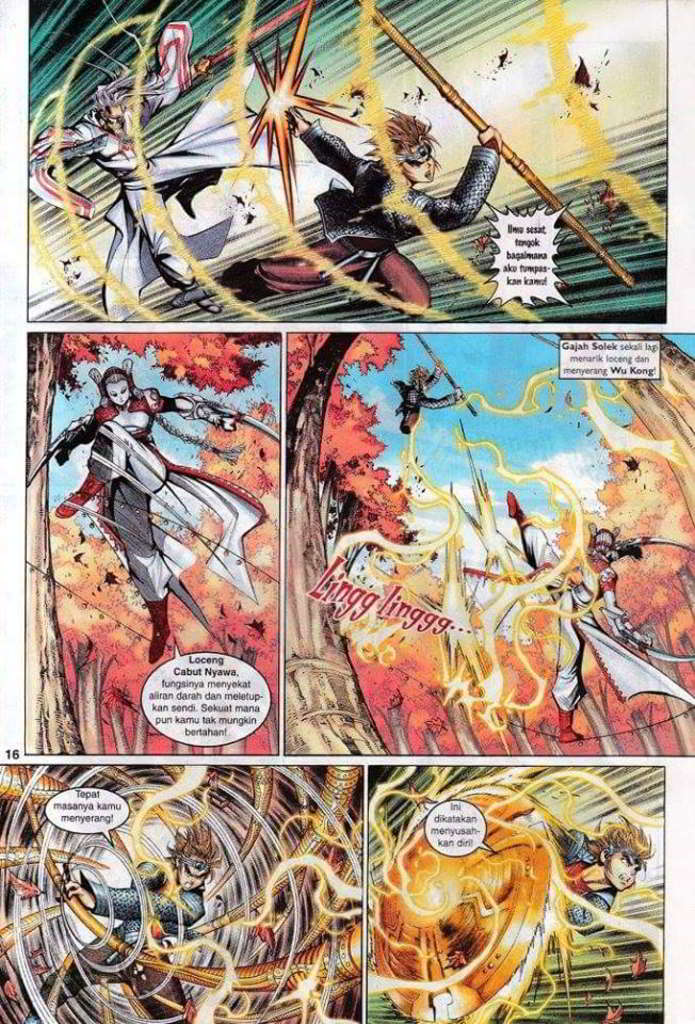 Ilmu sesat,
tengok
bagaimana
aku tumpas-
kan kamu!
Gajah Solek sekali lagi
menarik loceng dan
menyerang Wu Kong!
Lingg linggg...
Loceng
Cabut Nyawa,
fungsinya menyekat
aliran darah dan meletup-
kan sendi. Sekuat mana
pun kamu tak mungkin
bertahan!
16
Tepat
masanya kamu
menyerang!
Ini
dikatakan
menyusah-
kan diri!